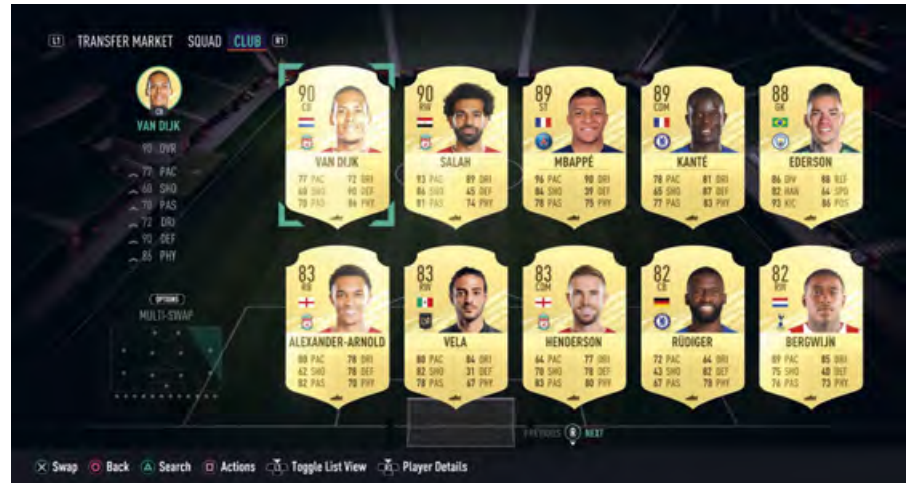 L1 TRANSFER MARKET SQUAD CLUB R1
CB
VAN DIJK
90 OVR
77 PAC
60 SHO
70 PAS
72 DRI
90 DEF
86 PHY
OPTIONS
MULTI-SWAP
90
CB
VAN DIJK
77 PAC 72 DRI
60 SHO 90 DEF
70 PAS 86 PHY
90
RW
SALAH
93 PAC 89 DRI
86 SHO 45 DEF
81 PAS 74 PHY
89
ST
MBAPPÉ
96 PAC 90 DRI
84 SHO 39 DEF
78 PAS 75 PHY
89
CDM
KANTÉ
78 PAC 81 DRI
65 SHO 87 DEF
77 PAS 83 PHY
88
GK
EDERSON
86 DIV 88 REF
82 HAN 64 SPD
93 KIC 86 POS
83
RB
ALEXANDER-ARNOLD
80 PAC 78 DRI
62 SHO 78 DEF
82 PAS 70 PHY
83
RW
VELA
80 PAC 84 DRI
82 SHO 31 DEF
78 PAS 67 PHY
83
CDM
HENDERSON
64 PAC 77 DRI
70 SHO 78 DEF
83 PAS 80 PHY
82
CB
RÜDIGER
72 PAC 64 DRI
43 SHO 82 DEF
67 PAS 78 PHY
82
RW
BERGWIJN
89 PAC 85 DRI
75 SHO 40 DEF
76 PAS 73 PHY
PREVIOUS R NEXT
Swap Back Search Actions Toggle List View Player Details